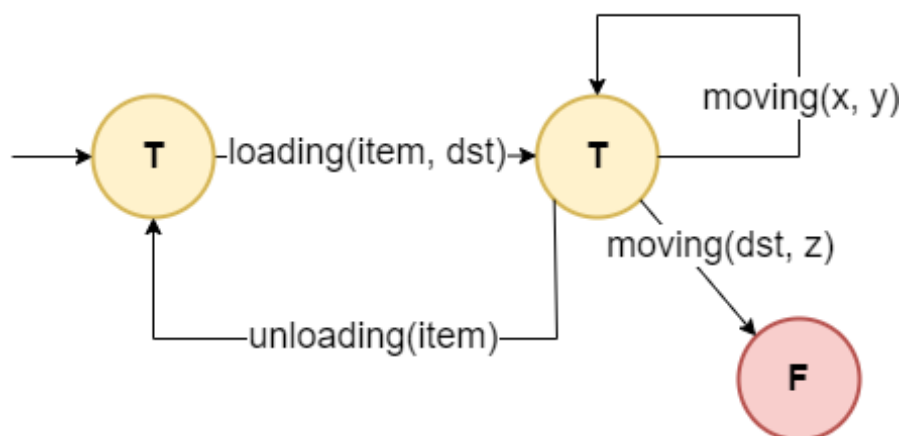 moving(x, y)
T
loading(item, dst)
T
moving(dst, z)
unloading(item)
F